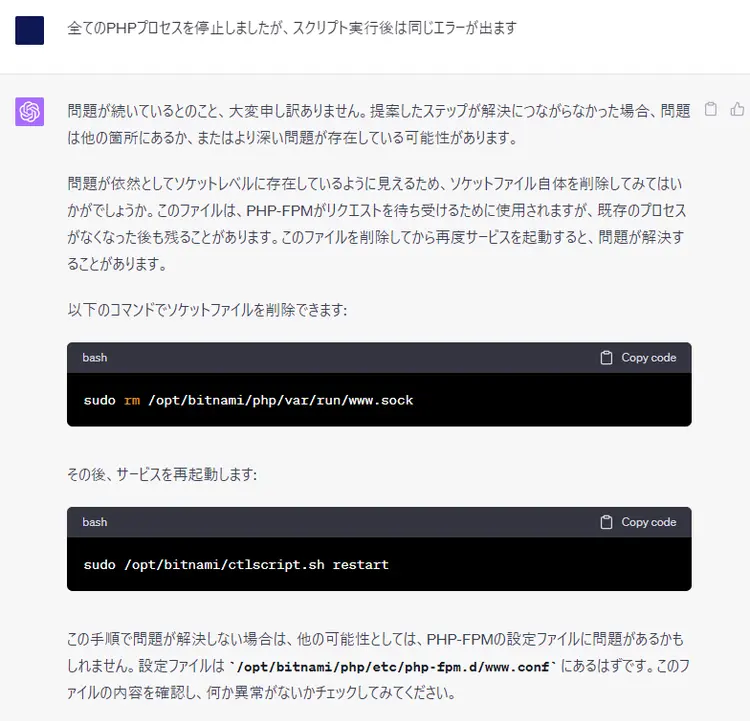 全てのPHPプロセスを停止しましたが、スクリプト実行後は同じエラーが出ます
問題が続いているとのこと、大変申し訳ありません。提案したステップが解決につながらなかった場合、問題
は他の箇所にあるか、またはより深い問題が存在している可能性があります。
問題が依然としてソケットレベルに存在しているように見えるため、ソケットファイル自体を削除してみてはい
かがでしょうか。このファイルは、PHP-FPMがリクエストを待ち受けるために使用されますが、既存のプロセス
がなくなった後も残ることがあります。このファイルを削除してから再度サービスを起動すると、問題が解決す
ることがあります。
以下のコマンドでソケットファイルを削除できます:
bash
Copy code
sudo rm /opt/bitnami/php/var/run/www.sock
その後、サービスを再起動します:
bash
Copy code
sudo /opt/bitnami/ctlscript.sh restart
この手順で問題が解決しない場合は、他の可能性としては、PHP-FPMの設定ファイルに問題があるかも
しれません。設定ファイルは `/opt/bitnami/php/etc/php-fpm.d/www.conf` にあるはずです。このフ
ァイルの内容を確認し、何か異常がないかチェックしてみてください。